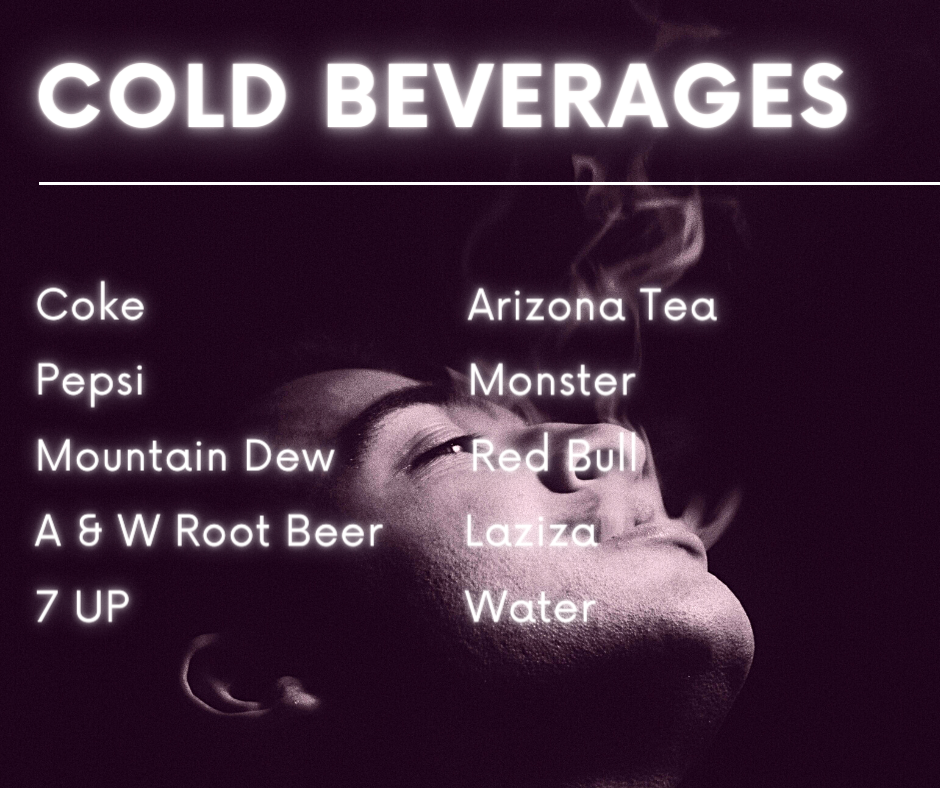 COLD BEVERAGES
Coke
Pepsi
Mountain Dew
A & W Root Beer
7 UP
Arizona Tea
Monster
Red Bull
Laziza
Water